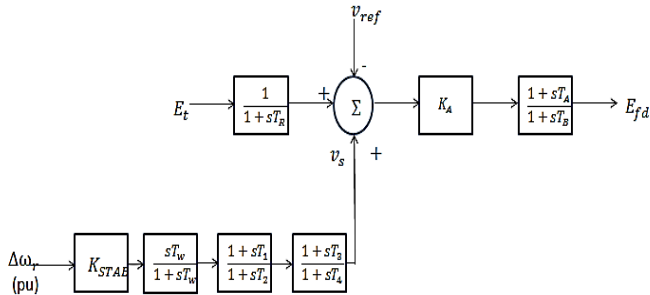 v_ref
-
E_t
1/(1+sT_R)
+
Σ
K_A
(1+sT_A)/(1+sT_B)
E_fd
v_s
+
Δω_r
(pu)
K_STAB
sT_w/(1+sT_w)
(1+sT_1)/(1+sT_2)
(1+sT_3)/(1+sT_4)